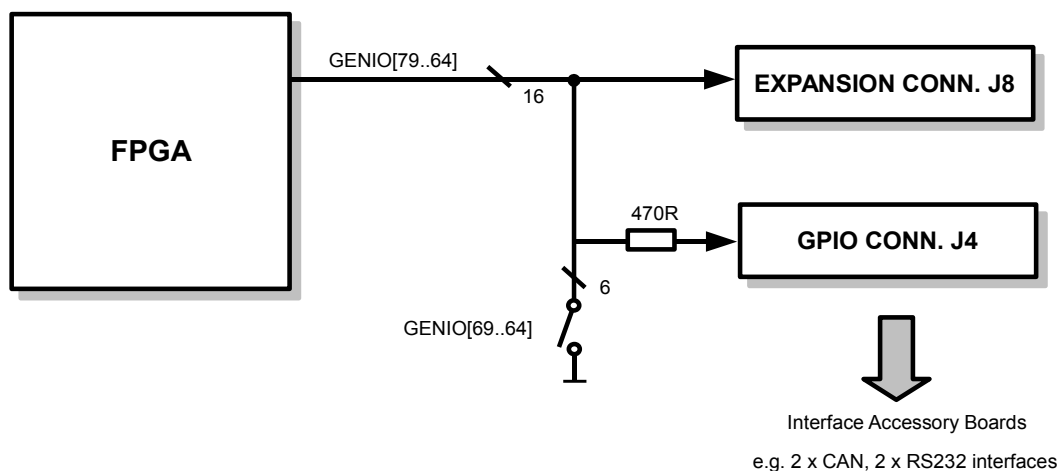 GENIO[79..64]
16
EXPANSION CONN. J8
FPGA
470R
GPIO CONN. J4
6
GENIO[69..64]
Interface Accessory Boards
e.g. 2 x CAN, 2 x RS232 interfaces